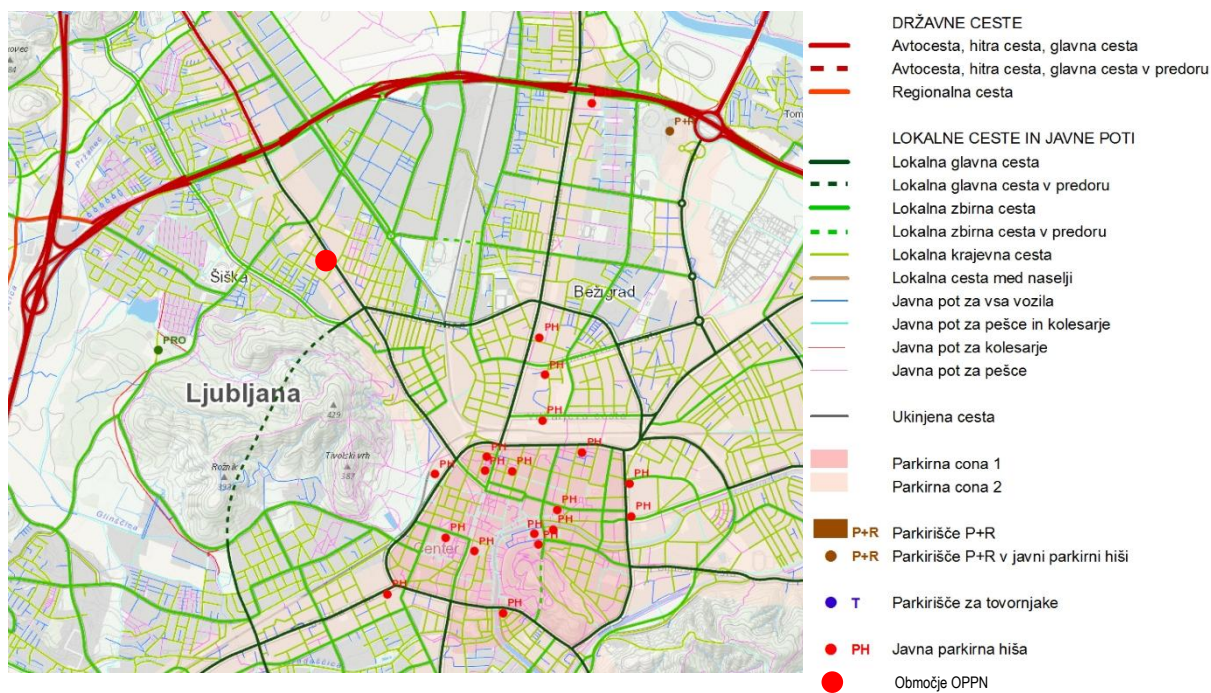 DRŽAVNE CESTE
Avtocesta, hitra cesta, glavna cesta
Avtocesta, hitra cesta, glavna cesta v predoru
Regionalna cesta
LOKALNE CESTE IN JAVNE POTI
Lokalna glavna cesta
Lokalna glavna cesta v predoru
Lokalna zbirna cesta
Lokalna zbirna cesta v predoru
Lokalna krajevna cesta
Lokalna cesta med naselji
Javna pot za vsa vozila
Javna pot za pešce in kolesarje
Javna pot za kolesarje
Javna pot za pešce
Ukinjena cesta
Parkirna cona 1
Parkirna cona 2
P+R Parkirišče P+R
P+R Parkirišče P+R v javni parkirni hiši
T Parkirišče za tovornjake
PH Javna parkirna hiša
Območje OPPN
P+R
Pržanec
Šiška
Bežigrad
PRO
PH
PH
Ljubljana
429
PH
PH
Rožnik
Tivolski vrh
387
PH
PH
PH
PH
PH
Glinščica
PH
PH
PH
PH
Center
PH
PH
PH